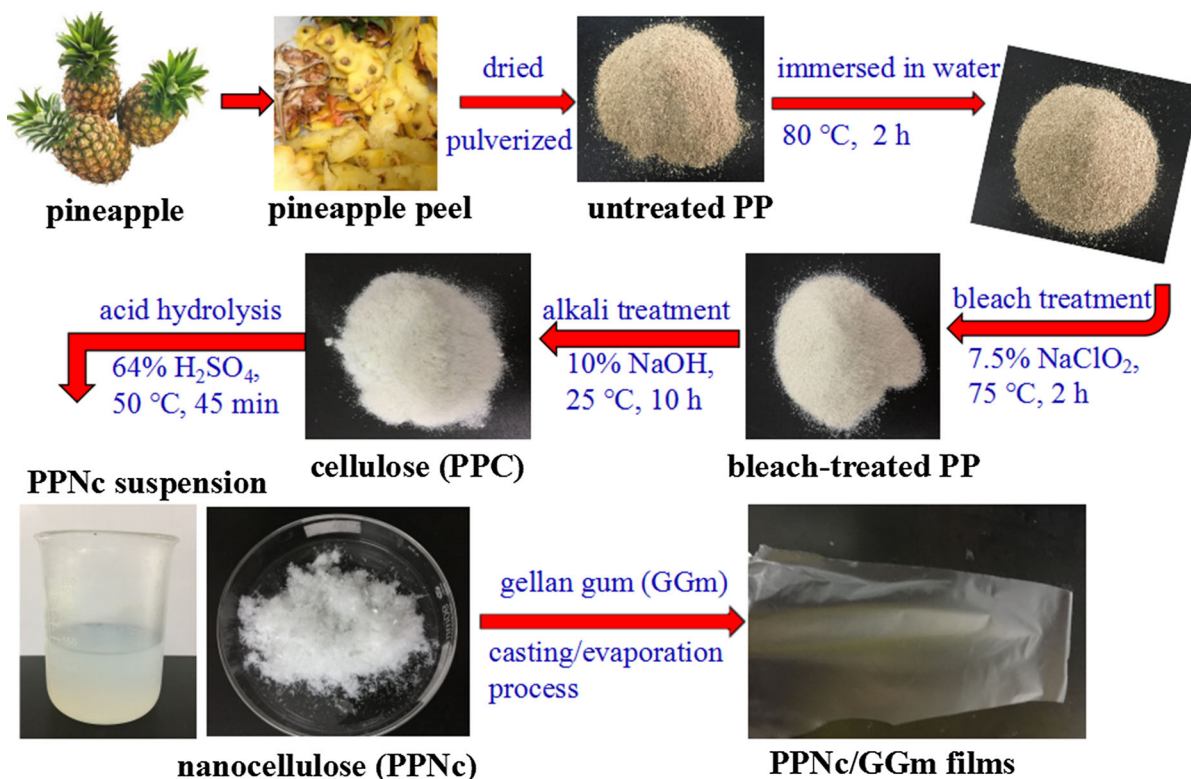 dried
pulverized
immersed in water
80 °C, 2 h
pineapple
pineapple peel
untreated PP
acid hydrolysis
64% H₂SO₄,
50 °C, 45 min
alkali treatment
10% NaOH,
25 °C, 10 h
bleach treatment
7.5% NaClO₂,
75 °C, 2 h
cellulose (PPC)
bleach-treated PP
PPNc suspension
gellan gum (GGm)
casting/evaporation
process
nanocellulose (PPNc)
PPNc/GGm films